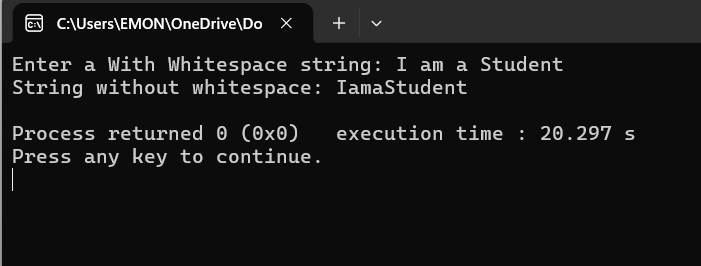 C:\Users\EMON\OneDrive\Do
Enter a With Whitespace string: I am a Student
String without whitespace: IamaStudent
Process returned 0 (0x0)   execution time : 20.297 s
Press any key to continue.